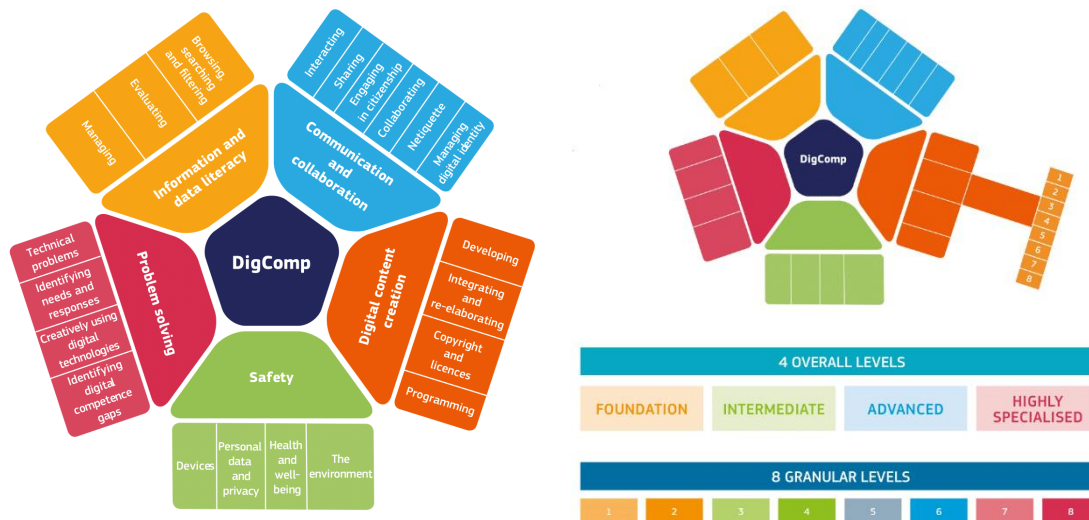 Browsing,
searching
and filtering
Evaluating
Managing
Information and
data literacy
Interacting
Sharing
Engaging
in citizenship
Collaborating
Netiquette
Managing
digital identity
Communication
and
collaboration
DigComp
Technical
problems
Identifying
needs and
responses
Creatively using
digital
technologies
Identifying
digital
competence
gaps
Problem solving
Digital content
creation
Developing
Integrating
and
re-elaborating
Copyright
and
licences
Programming
Safety
Devices
Personal
data
and
privacy
Health
and
well-
being
The
environment
DigComp
1
2
3
4
5
6
7
8
4 OVERALL LEVELS
FOUNDATION
INTERMEDIATE
ADVANCED
HIGHLY
SPECIALISED
8 GRANULAR LEVELS
1
2
3
4
5
6
7
8